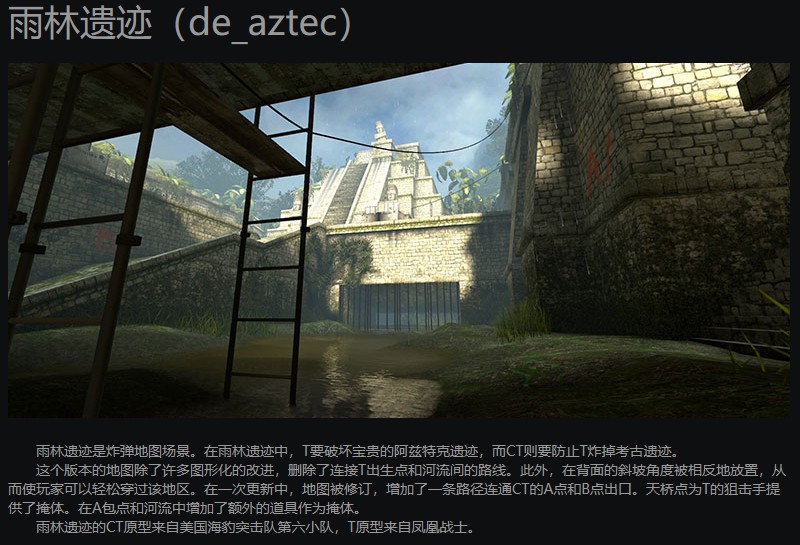 雨林遗迹（de_aztec）
雨林遗迹是炸弹地图场景。在雨林遗迹中，T要破坏宝贵的阿兹特克遗迹，而CT则要防止T炸掉考古遗迹。
这个版本的地图除了许多图形化的改进，删除了连接T出生点和河流间的路线。此外，在背面的斜坡角度被相反地放置，从
而使玩家可以轻松穿过该地区。在一次更新中，地图被修订，增加了一条路径连通CT的A点和B点出口。天桥点为T的狙击手提
供了掩体。在A包点和河流中增加了额外的道具作为掩体。
雨林遗迹的CT原型来自美国海豹突击队第六小队，T原型来自凤凰战士。